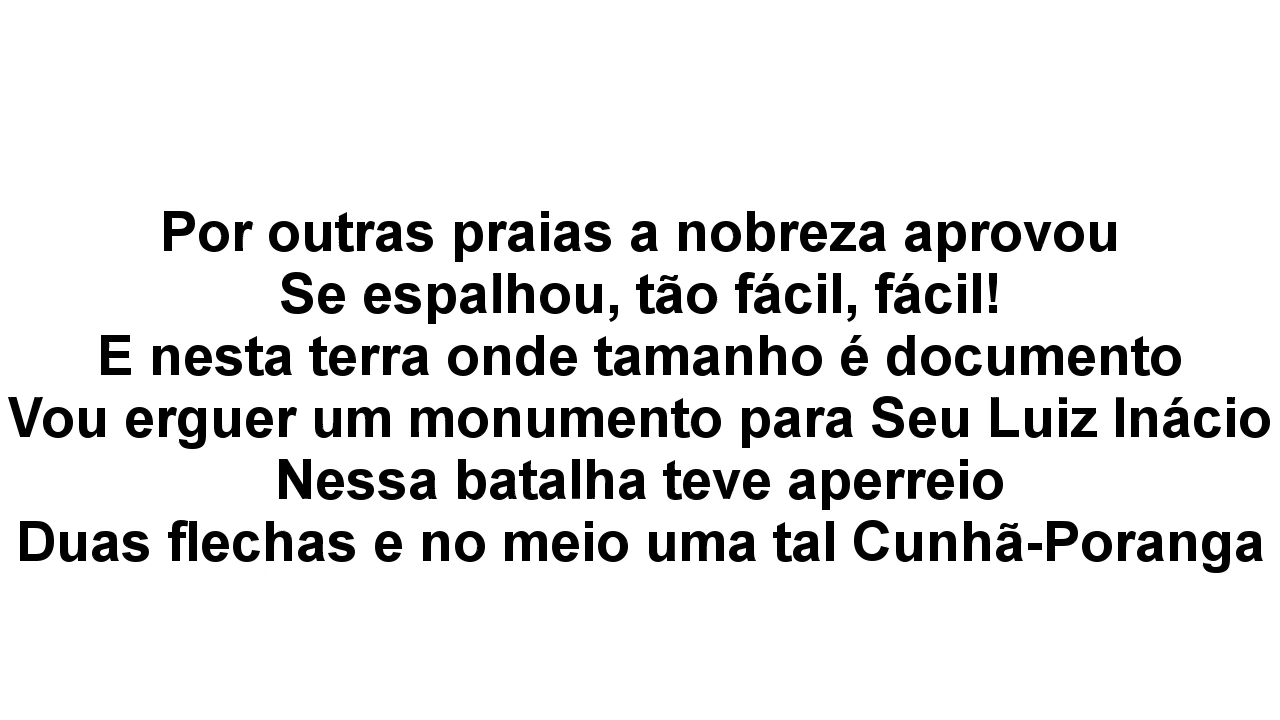 Por outras praias a nobreza aprovou
Se espalhou, tão fácil, fácil!
E nesta terra onde tamanho é documento
Vou erguer um monumento para Seu Luiz Inácio
Nessa batalha teve aperreio
Duas flechas e no meio uma tal Cunhã-Poranga